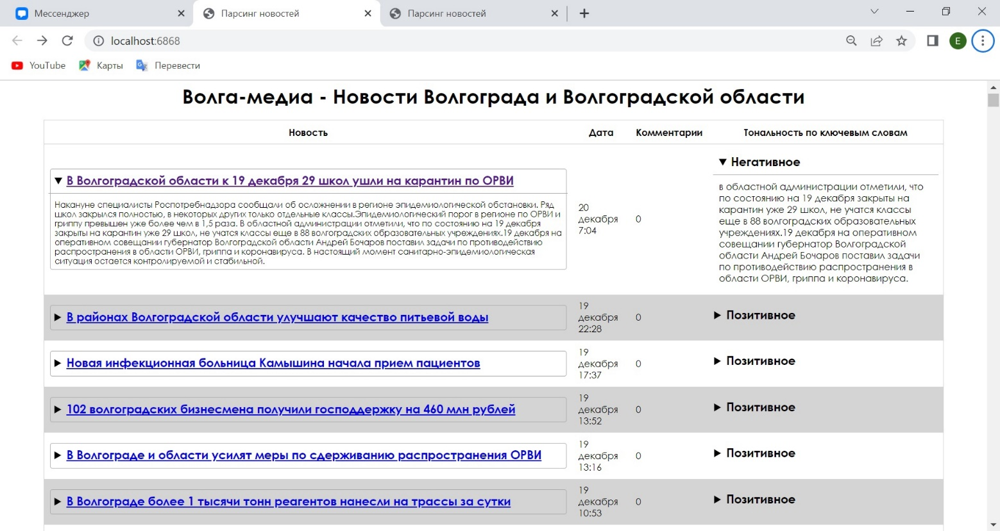 Мессенджер
Парсинг новостей
Парсинг новостей
localhost:6868
E
YouTube
Карты
Перевести
Волга-медиа - Новости Волгограда и Волгоградской области
Новость
Дата
Комментарии
Тональность по ключевым словам
В Волгоградской области к 19 декабря 29 школ ушли на карантин по ОРВИ
Накануне специалисты Роспотребнадзора сообщали об осложнении в регионе эпидемиологической обстановки. Ряд
школ закрылся полностью, в некоторых других только отдельные классы.Эпидемиологический порог в регионе по ОРВИ и
гриппу превышен уже более чем в 1,5 раза. В областной администрации отметили, что по состоянию на 19 декабря
закрыты на карантин уже 29 школ, не учатся классы еще в 88 волгоградских образовательных учреждениях.19 декабря на
оперативном совещании губернатор Волгоградской области Андрей Бочаров поставил задачи по противодействию
распространения в области ОРВИ, гриппа и коронавируса. В настоящий момент санитарно-эпидемиологическая
ситуация остается контролируемой и стабильной.
20
декабря
7:04
0
Негативное
в областной администрации отметили, что
по состоянию на 19 декабря закрыты на
карантин уже 29 школ, не учатся классы
еще в 88 волгоградских образовательных
учреждениях.19 декабря на оперативном
совещании губернатор Волгоградской
области Андрей Бочаров поставил задачи
по противодействию распространения в
области ОРВИ, гриппа и коронавируса.
В районах Волгоградской области улучшают качество питьевой воды
19
декабря
22:28
0
Позитивное
Новая инфекционная больница Камышина начала прием пациентов
19
декабря
17:37
0
Позитивное
102 волгоградских бизнесмена получили господдержку на 460 млн рублей
19
декабря
13:52
0
Позитивное
В Волгограде и области усилят меры по сдерживанию распространения ОРВИ
19
декабря
13:16
0
Позитивное
В Волгограде более 1 тысячи тонн реагентов нанесли на трассы за сутки
19
декабря
10:53
0
Позитивное